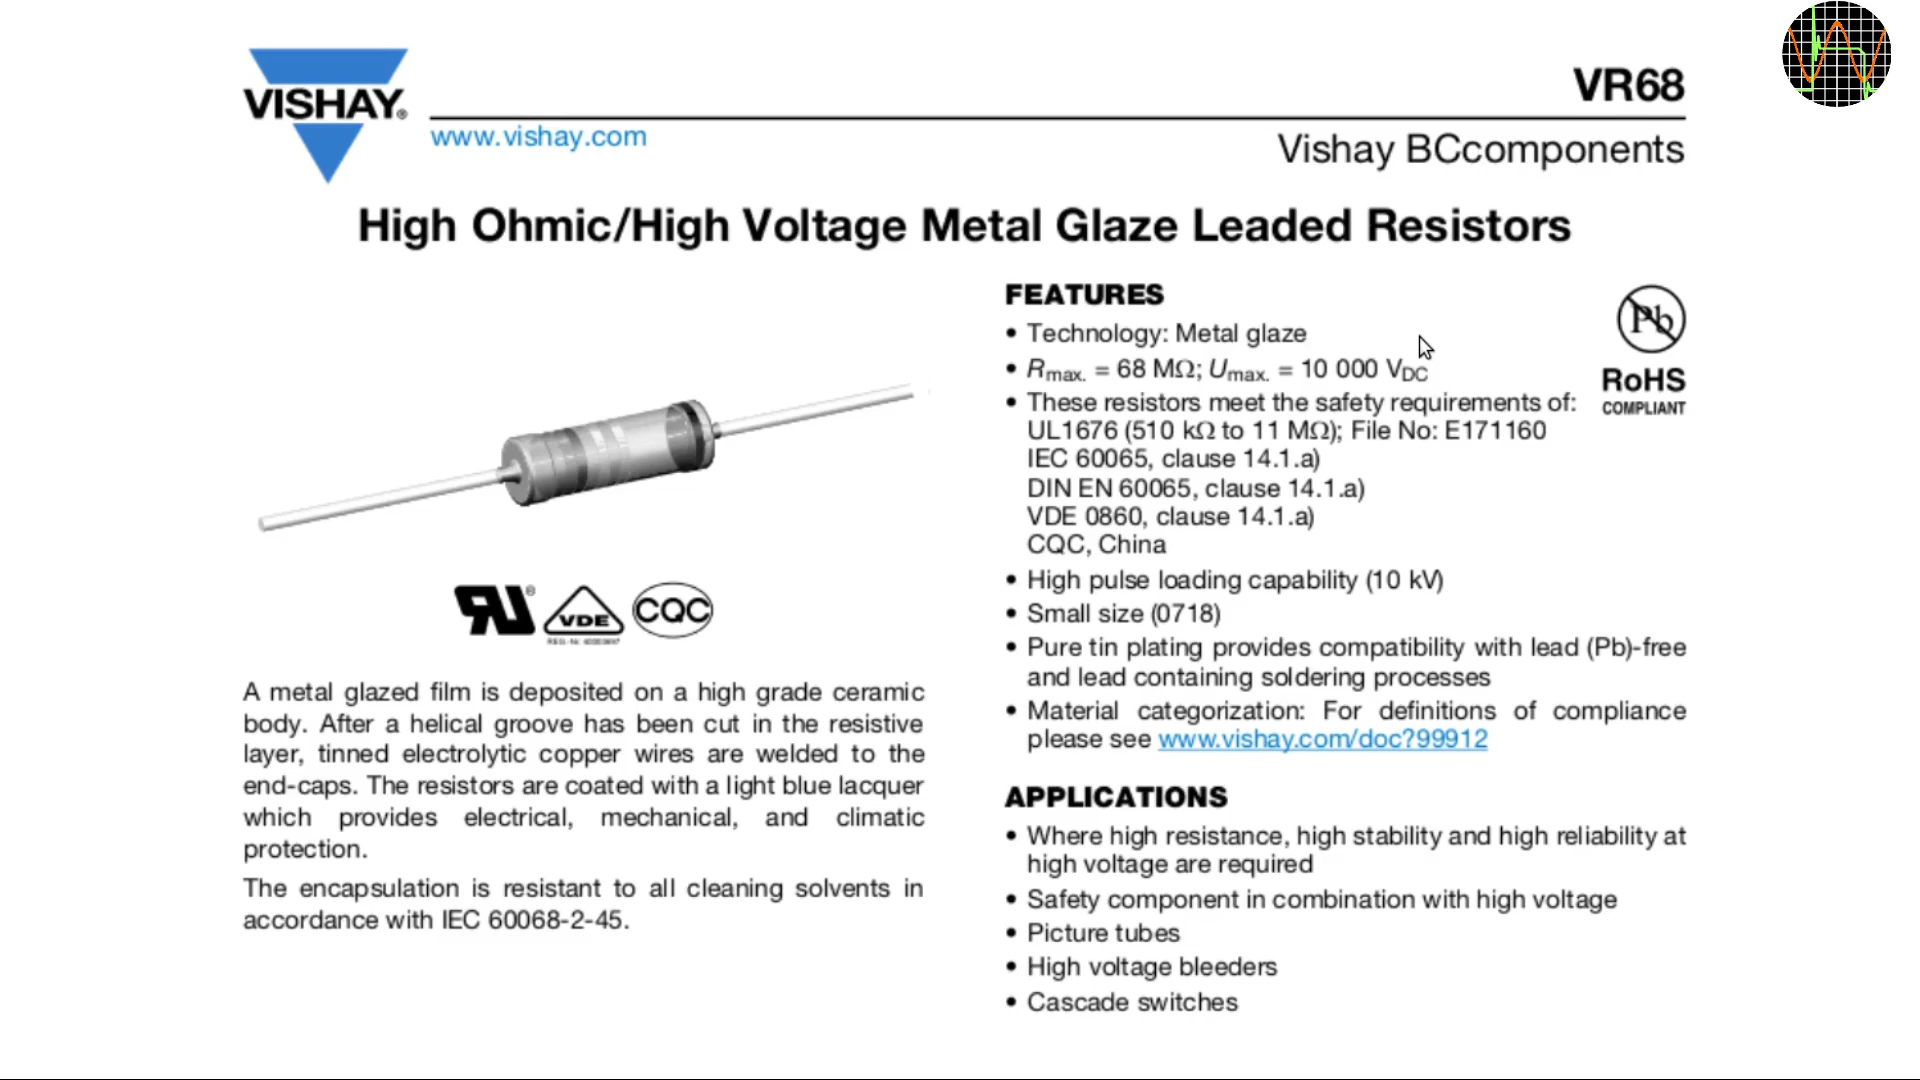 VISHAY®
www.vishay.com
VR68
Vishay BCcomponents
High Ohmic/High Voltage Metal Glaze Leaded Resistors
VDE
CQC
A metal glazed film is deposited on a high grade ceramic
body. After a helical groove has been cut in the resistive
layer, tinned electrolytic copper wires are welded to the
end-caps. The resistors are coated with a light blue lacquer
which provides electrical, mechanical, and climatic
protection.
The encapsulation is resistant to all cleaning solvents in
accordance with IEC 60068-2-45.
FEATURES
• Technology: Metal glaze
• Rmax. = 68 MΩ; Umax. = 10 000 VDC
• These resistors meet the safety requirements of:
UL1676 (510 kΩ to 11 MΩ); File No: E171160
IEC 60065, clause 14.1.a)
DIN EN 60065, clause 14.1.a)
VDE 0860, clause 14.1.a)
CQC, China
• High pulse loading capability (10 kV)
• Small size (0718)
• Pure tin plating provides compatibility with lead (Pb)-free
and lead containing soldering processes
• Material categorization: For definitions of compliance
please see www.vishay.com/doc?99912
Pb
RoHS
COMPLIANT
APPLICATIONS
• Where high resistance, high stability and high reliability at
high voltage are required
• Safety component in combination with high voltage
• Picture tubes
• High voltage bleeders
• Cascade switches